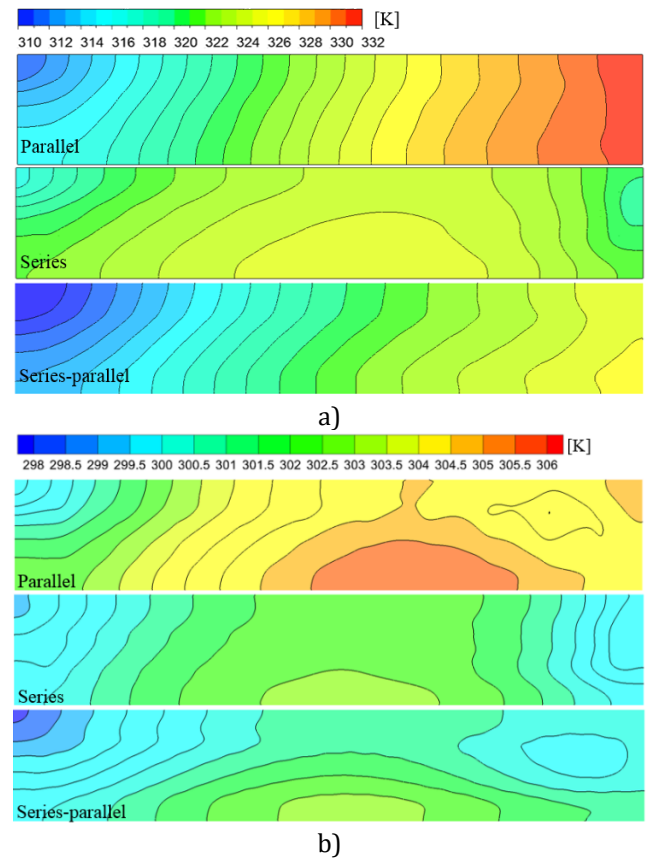 [K]
310 312 314 316 318 320 322 324 326 328 330 332
Parallel
Series
Series-parallel
a)
[K]
298 298.5 299 299.5 300 300.5 301 301.5 302 302.5 303 303.5 304 304.5 305 305.5 306
Parallel
Series
Series-parallel
b)